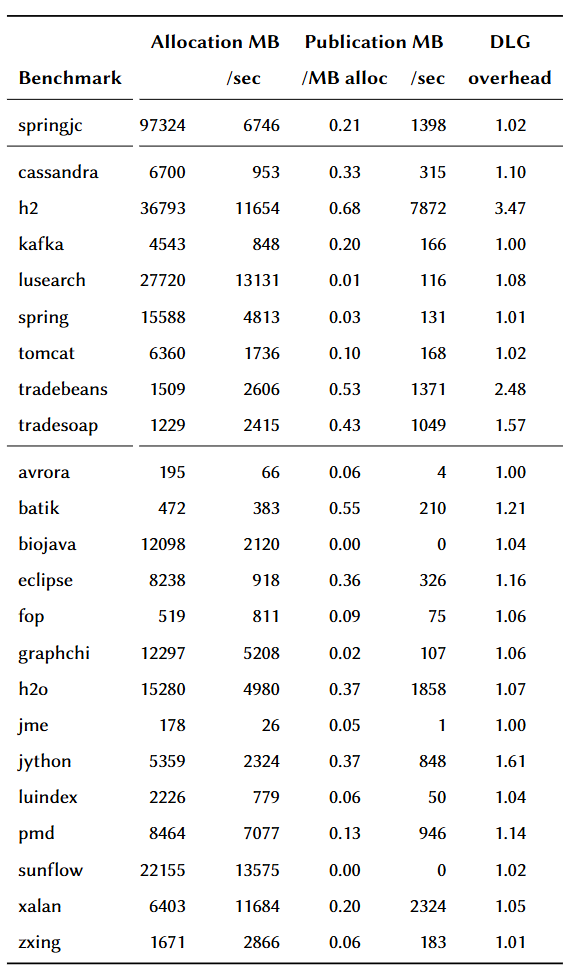 Allocation MB Publication MB DLG
Benchmark /sec /MB alloc /sec overhead
springjc 97324 6746 0.21 1398 1.02
cassandra 6700 953 0.33 315 1.10
h2 36793 11654 0.68 7872 3.47
kafka 4543 848 0.20 166 1.00
lusearch 27720 13131 0.01 116 1.08
spring 15588 4813 0.03 131 1.01
tomcat 6360 1736 0.10 168 1.02
tradebeans 1509 2606 0.53 1371 2.48
tradesoap 1229 2415 0.43 1049 1.57
avrora 195 66 0.06 4 1.00
batik 472 383 0.55 210 1.21
biojava 12098 2120 0.00 0 1.04
eclipse 8238 918 0.36 326 1.16
fop 519 811 0.09 75 1.06
graphchi 12297 5208 0.02 107 1.06
h2o 15280 4980 0.37 1858 1.07
jme 178 26 0.05 1 1.00
jython 5359 2324 0.37 848 1.61
luindex 2226 779 0.06 50 1.04
pmd 8464 7077 0.13 946 1.14
sunflow 22155 13575 0.00 0 1.02
xalan 6403 11684 0.20 2324 1.05
zxing 1671 2866 0.06 183 1.01